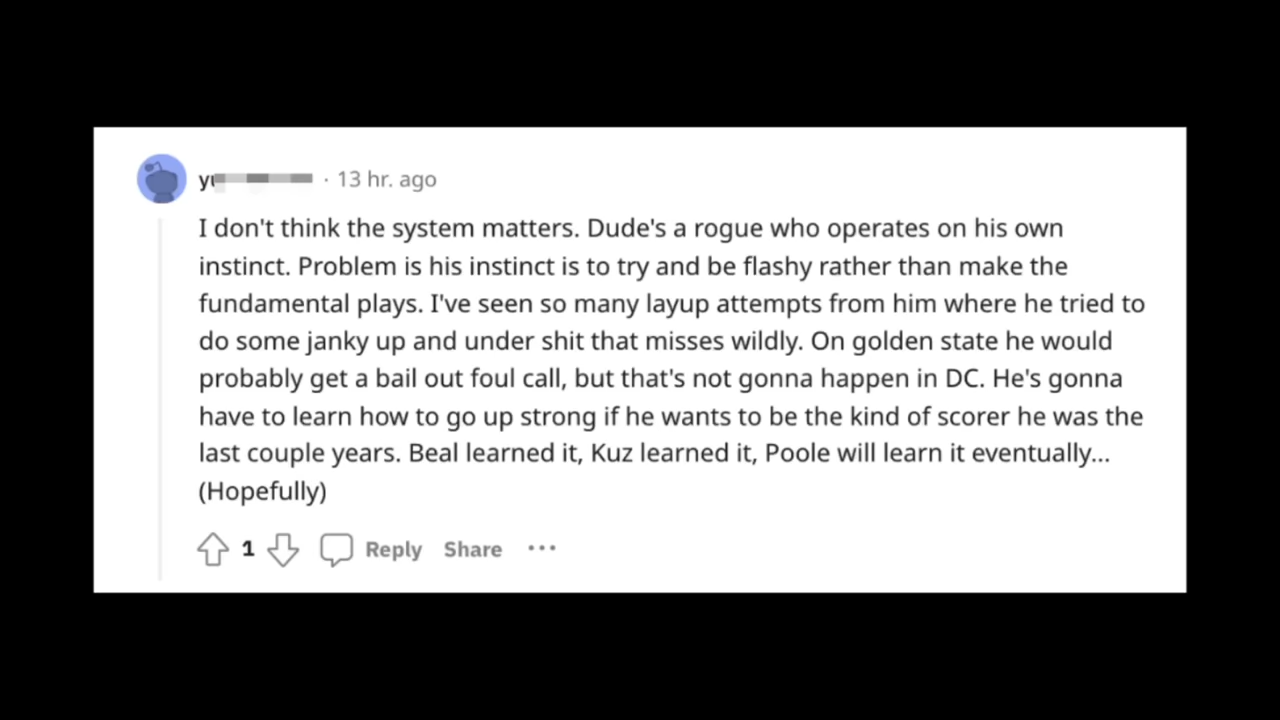 · 13 hr. ago
I don't think the system matters. Dude's a rogue who operates on his own
instinct. Problem is his instinct is to try and be flashy rather than make the
fundamental plays. I've seen so many layup attempts from him where he tried to
do some janky up and under shit that misses wildly. On golden state he would
probably get a bail out foul call, but that's not gonna happen in DC. He's gonna
have to learn how to go up strong if he wants to be the kind of scorer he was the
last couple years. Beal learned it, Kuz learned it, Poole will learn it eventually...
(Hopefully)
1 Reply Share ···